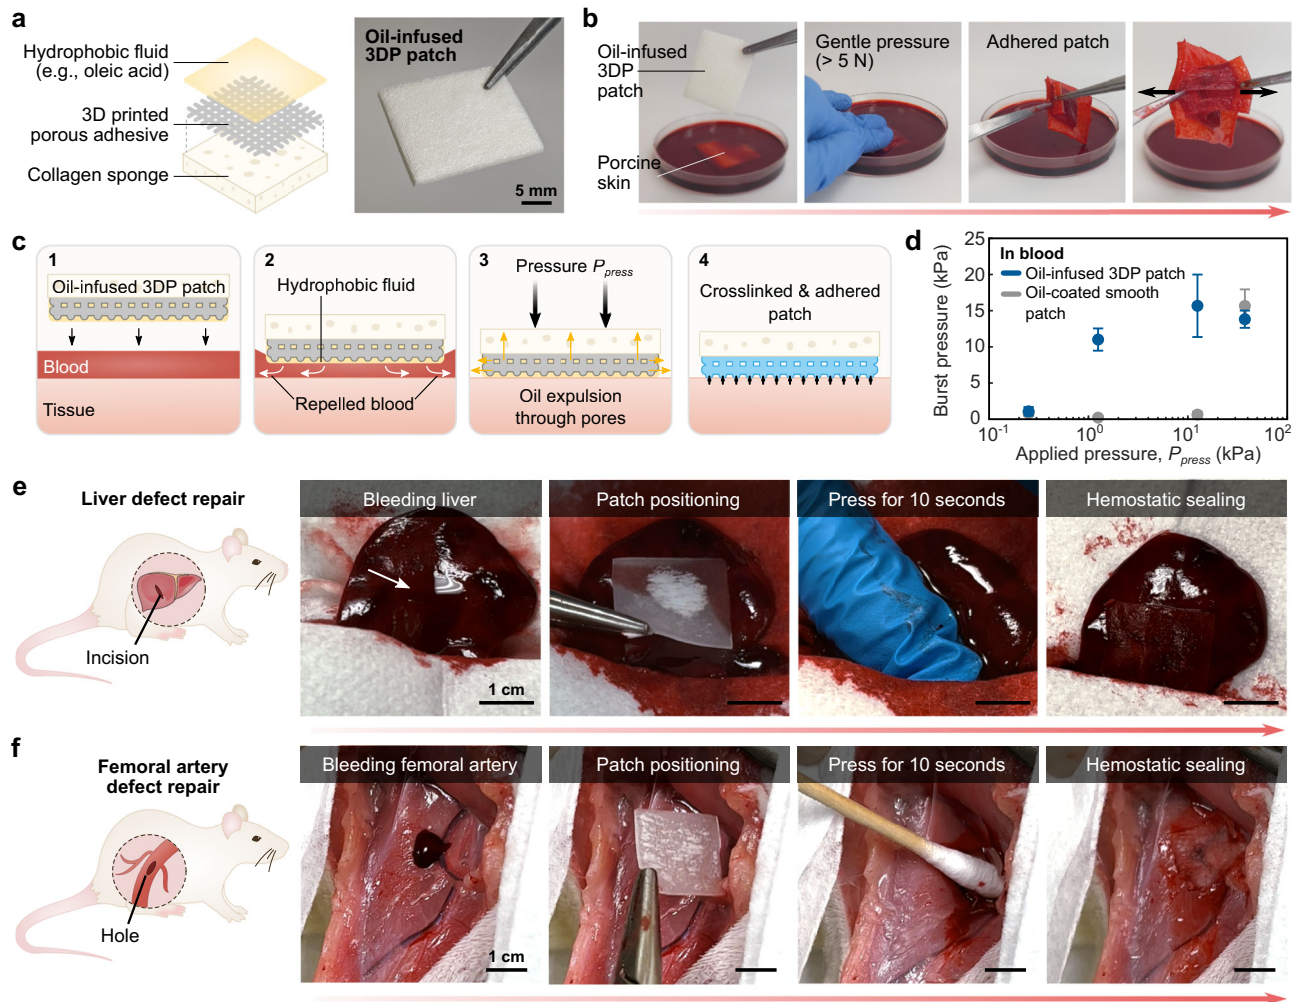 a
Hydrophobic fluid
(e.g., oleic acid)
3D printed
porous adhesive
Collagen sponge
Oil-infused
3DP patch
5 mm
b
Oil-infused
3DP
patch
Porcine
skin
Gentle pressure
(> 5 N)
Adhered patch
c
1
Oil-infused 3DP patch
Blood
Tissue
2
Hydrophobic fluid
Repelled blood
3
Pressure P_press
Oil expulsion
through pores
4
Crosslinked & adhered
patch
d
In blood
Oil-infused 3DP patch
Oil-coated smooth
patch
Burst pressure (kPa)
25
20
15
10
5
0
10^-1
10^0
10^1
10^2
Applied pressure, P_press (kPa)
e
Liver defect repair
Incision
Bleeding liver
1 cm
Patch positioning
Press for 10 seconds
Hemostatic sealing
f
Femoral artery
defect repair
Hole
Bleeding femoral artery
1 cm
Patch positioning
Press for 10 seconds
Hemostatic sealing